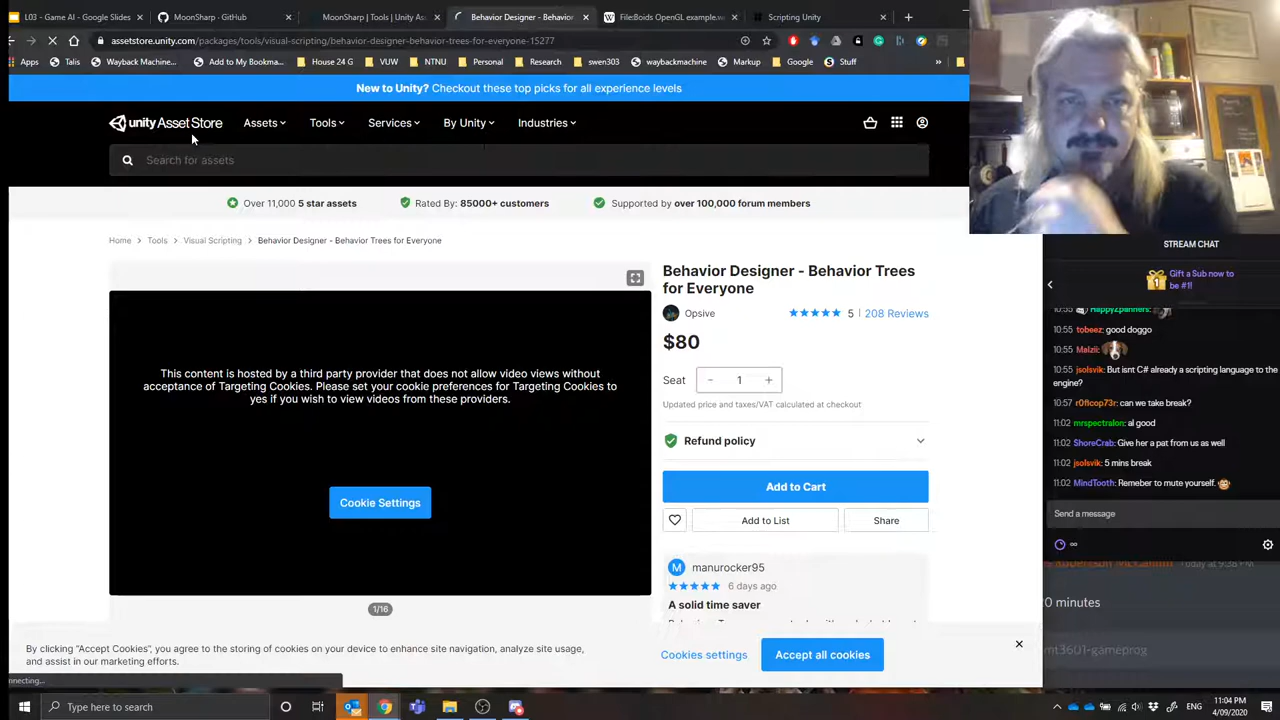 L03 - Game AI - Google Slides
MoonSharp · GitHub
MoonSharp | Tools | Unity Ass
Behavior Designer - Behavior
File:Boids OpenGL example.w
Scripting Unity
assetstore.unity.com/packages/tools/visual-scripting/behavior-designer-behavior-trees-for-everyone-15277
Apps
Talis
Wayback Machine...
Add to My Bookma...
House 24 G
VUW
NTNU
Personal
Research
swen303
waybackmachine
Markup
Google
Stuff
New to Unity? Checkout these top picks for all experience levels
unity Asset Store
Assets
Tools
Services
By Unity
Industries
Search for assets
Over 11,000 5 star assets
Rated By: 85000+ customers
Supported by over 100,000 forum members
Home > Tools > Visual Scripting > Behavior Designer - Behavior Trees for Everyone
This content is hosted by a third party provider that does not allow video views without
acceptance of Targeting Cookies. Please set your cookie preferences for Targeting Cookies to
yes if you wish to view videos from these providers.
Cookie Settings
1/16
Behavior Designer - Behavior Trees
for Everyone
Opsive
5 | 208 Reviews
$80
Seat - 1 +
Updated price and taxes/VAT calculated at checkout
Refund policy
Add to Cart
Add to List
Share
M manurocker95
6 days ago
A solid time saver
By clicking "Accept Cookies", you agree to the storing of cookies on your device to enhance site navigation, analyze site usage,
and assist in our marketing efforts.
Cookies settings
Accept all cookies
onnecting...
STREAM CHAT
1
Gift a Sub now to
be #1!
10:55 HappyZpanners:
10:55 tobeez: good doggo
10:55 Malzii:
10:55 jsolsvik: But isnt C# already a scripting language to the
engine?
10:57 r0flcop73r: can we take break?
11:02 mrspectralon: al good
11:02 ShoreCrab: Give her a pat from us as well
11:02 jsolsvik: 5 mins break
11:02 MindTooth: Remeber to mute yourself.
Send a message
0 minutes
mt3601-gameprog
Type here to search
ENG
11:04 PM
4/09/2020